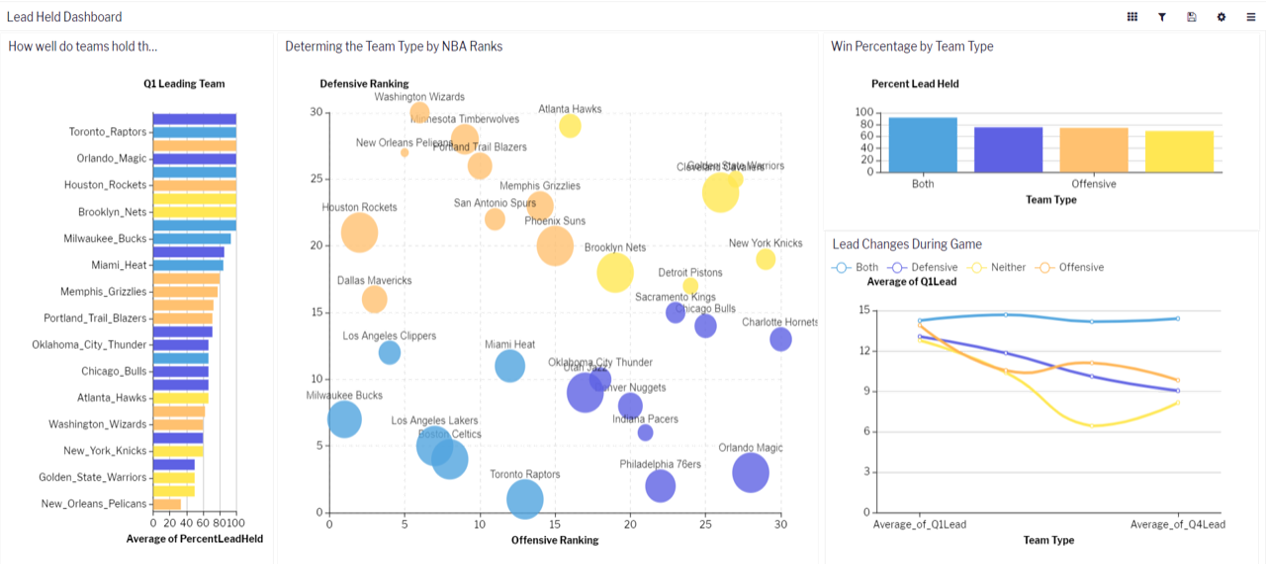 Lead Held Dashboard
How well do teams hold th...
Q1 Leading Team
Toronto_Raptors
Orlando_Magic
Houston_Rockets
Brooklyn_Nets
Milwaukee_Bucks
Miami_Heat
Memphis_Grizzlies
Portland_Trail_Blazers
Oklahoma_City_Thunder
Chicago_Bulls
Atlanta_Hawks
Washington_Wizards
New_York_Knicks
Golden_State_Warriors
New_Orleans_Pelicans
0 20 40 60 80 100
Average of PercentLeadHeld
Determing the Team Type by NBA Ranks
Defensive Ranking
Washington Wizards
Atlanta Hawks
30
Minnesota Timberwolves
New Orleans Pelicans
Portland Trail Blazers
Golden State Warriors
Cleveland Cavaliers
25
Memphis Grizzlies
San Antonio Spurs
Houston Rockets
Phoenix Suns
20
Brooklyn Nets
New York Knicks
Detroit Pistons
Dallas Mavericks
Sacramento Kings
15
Chicago Bulls
Charlotte Hornets
Los Angeles Clippers
Miami Heat
Oklahoma City Thunder
Utah Jazz
10
Denver Nuggets
Milwaukee Bucks
Los Angeles Lakers
Indiana Pacers
Boston Celtics
5
Orlando Magic
Philadelphia 76ers
Toronto Raptors
0
0 5 10 15 20 25 30
Offensive Ranking
Win Percentage by Team Type
Percent Lead Held
100
80
60
40
20
0
Both Offensive
Team Type
Lead Changes During Game
Both Defensive Neither Offensive
Average of Q1Lead
15
12
9
6
3
0
Average_of_Q1Lead Average_of_Q4Lead
Team Type